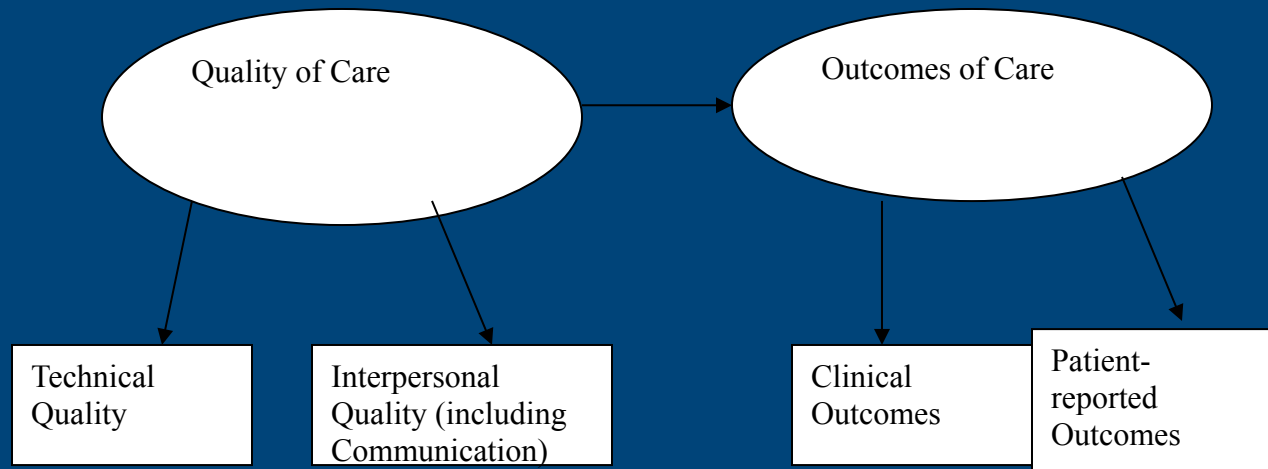 Quality of Care
Outcomes of Care
Technical
Quality
Interpersonal
Quality (including
Communication)
Clinical
Outcomes
Patient-
reported
Outcomes